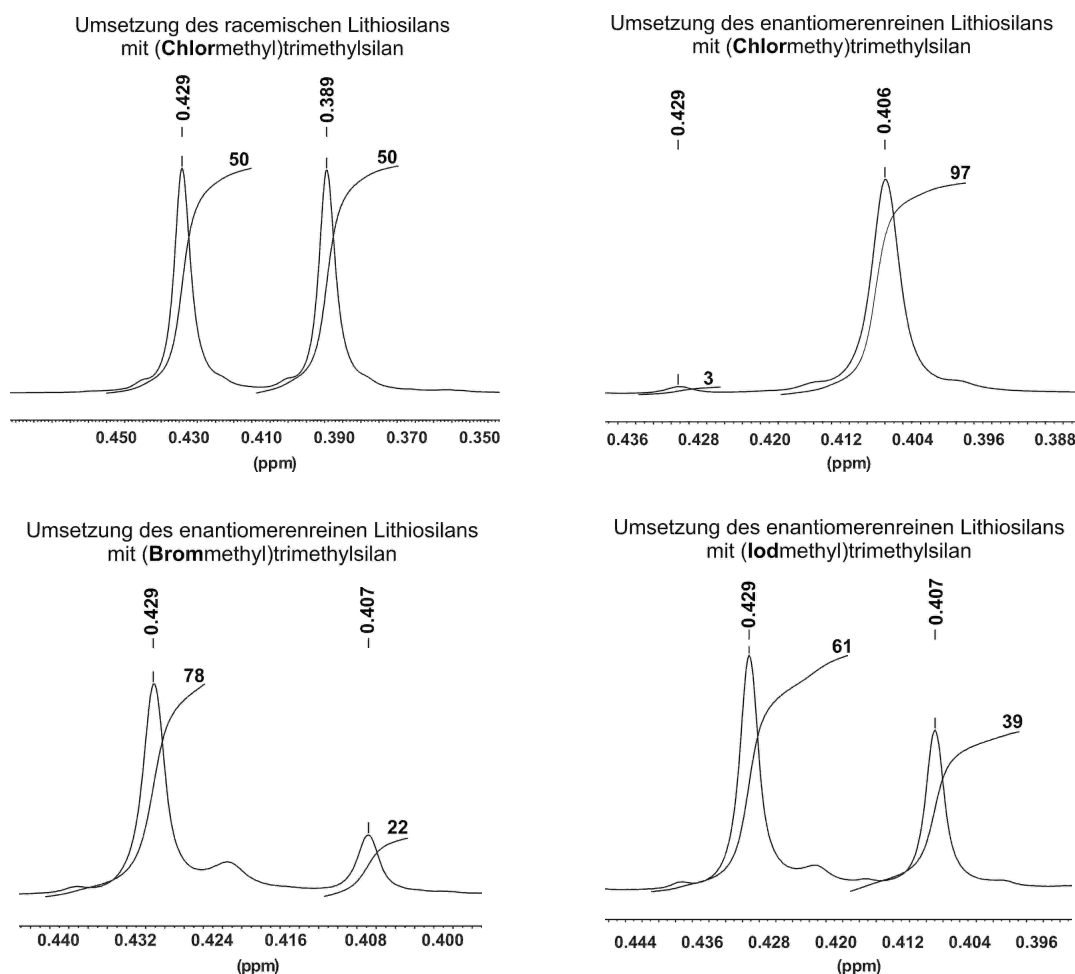 Umsetzung des racemischen Lithiosilans
mit (Chlormethyl)trimethylsilan
0.429
0.389
50
50
0.450 0.430 0.410 0.390 0.370 0.350
(ppm)
Umsetzung des enantiomerenreinen Lithiosilans
mit (Chlormethy)trimethylsilan
0.429
0.406
97
3
0.436 0.428 0.420 0.412 0.404 0.396 0.388
(ppm)
Umsetzung des enantiomerenreinen Lithiosilans
mit (Brommethyl)trimethylsilan
0.429
0.407
78
22
0.440 0.432 0.424 0.416 0.408 0.400
(ppm)
Umsetzung des enantiomerenreinen Lithiosilans
mit (Iodmethyl)trimethylsilan
0.429
0.407
61
39
0.444 0.436 0.428 0.420 0.412 0.404 0.396
(ppm)